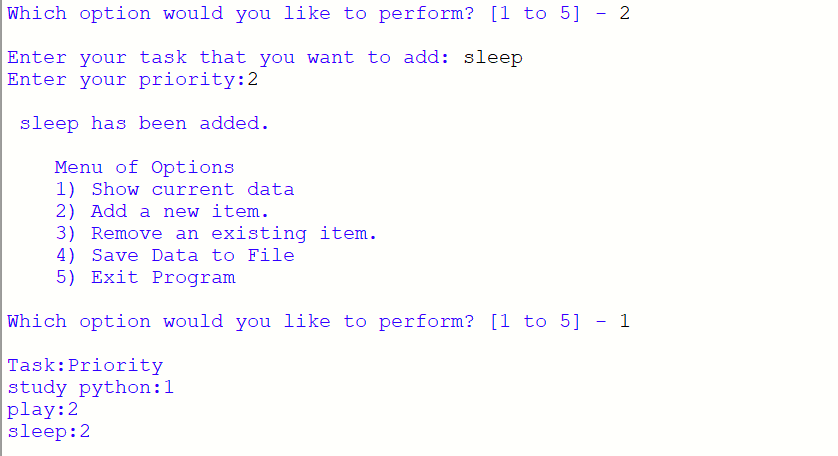 Which option would you like to perform? [1 to 5] - 2
Enter your task that you want to add: sleep
Enter your priority:2
sleep has been added.
Menu of Options
1) Show current data
2) Add a new item.
3) Remove an existing item.
4) Save Data to File
5) Exit Program
Which option would you like to perform? [1 to 5] - 1
Task:Priority
study python:1
play:2
sleep:2